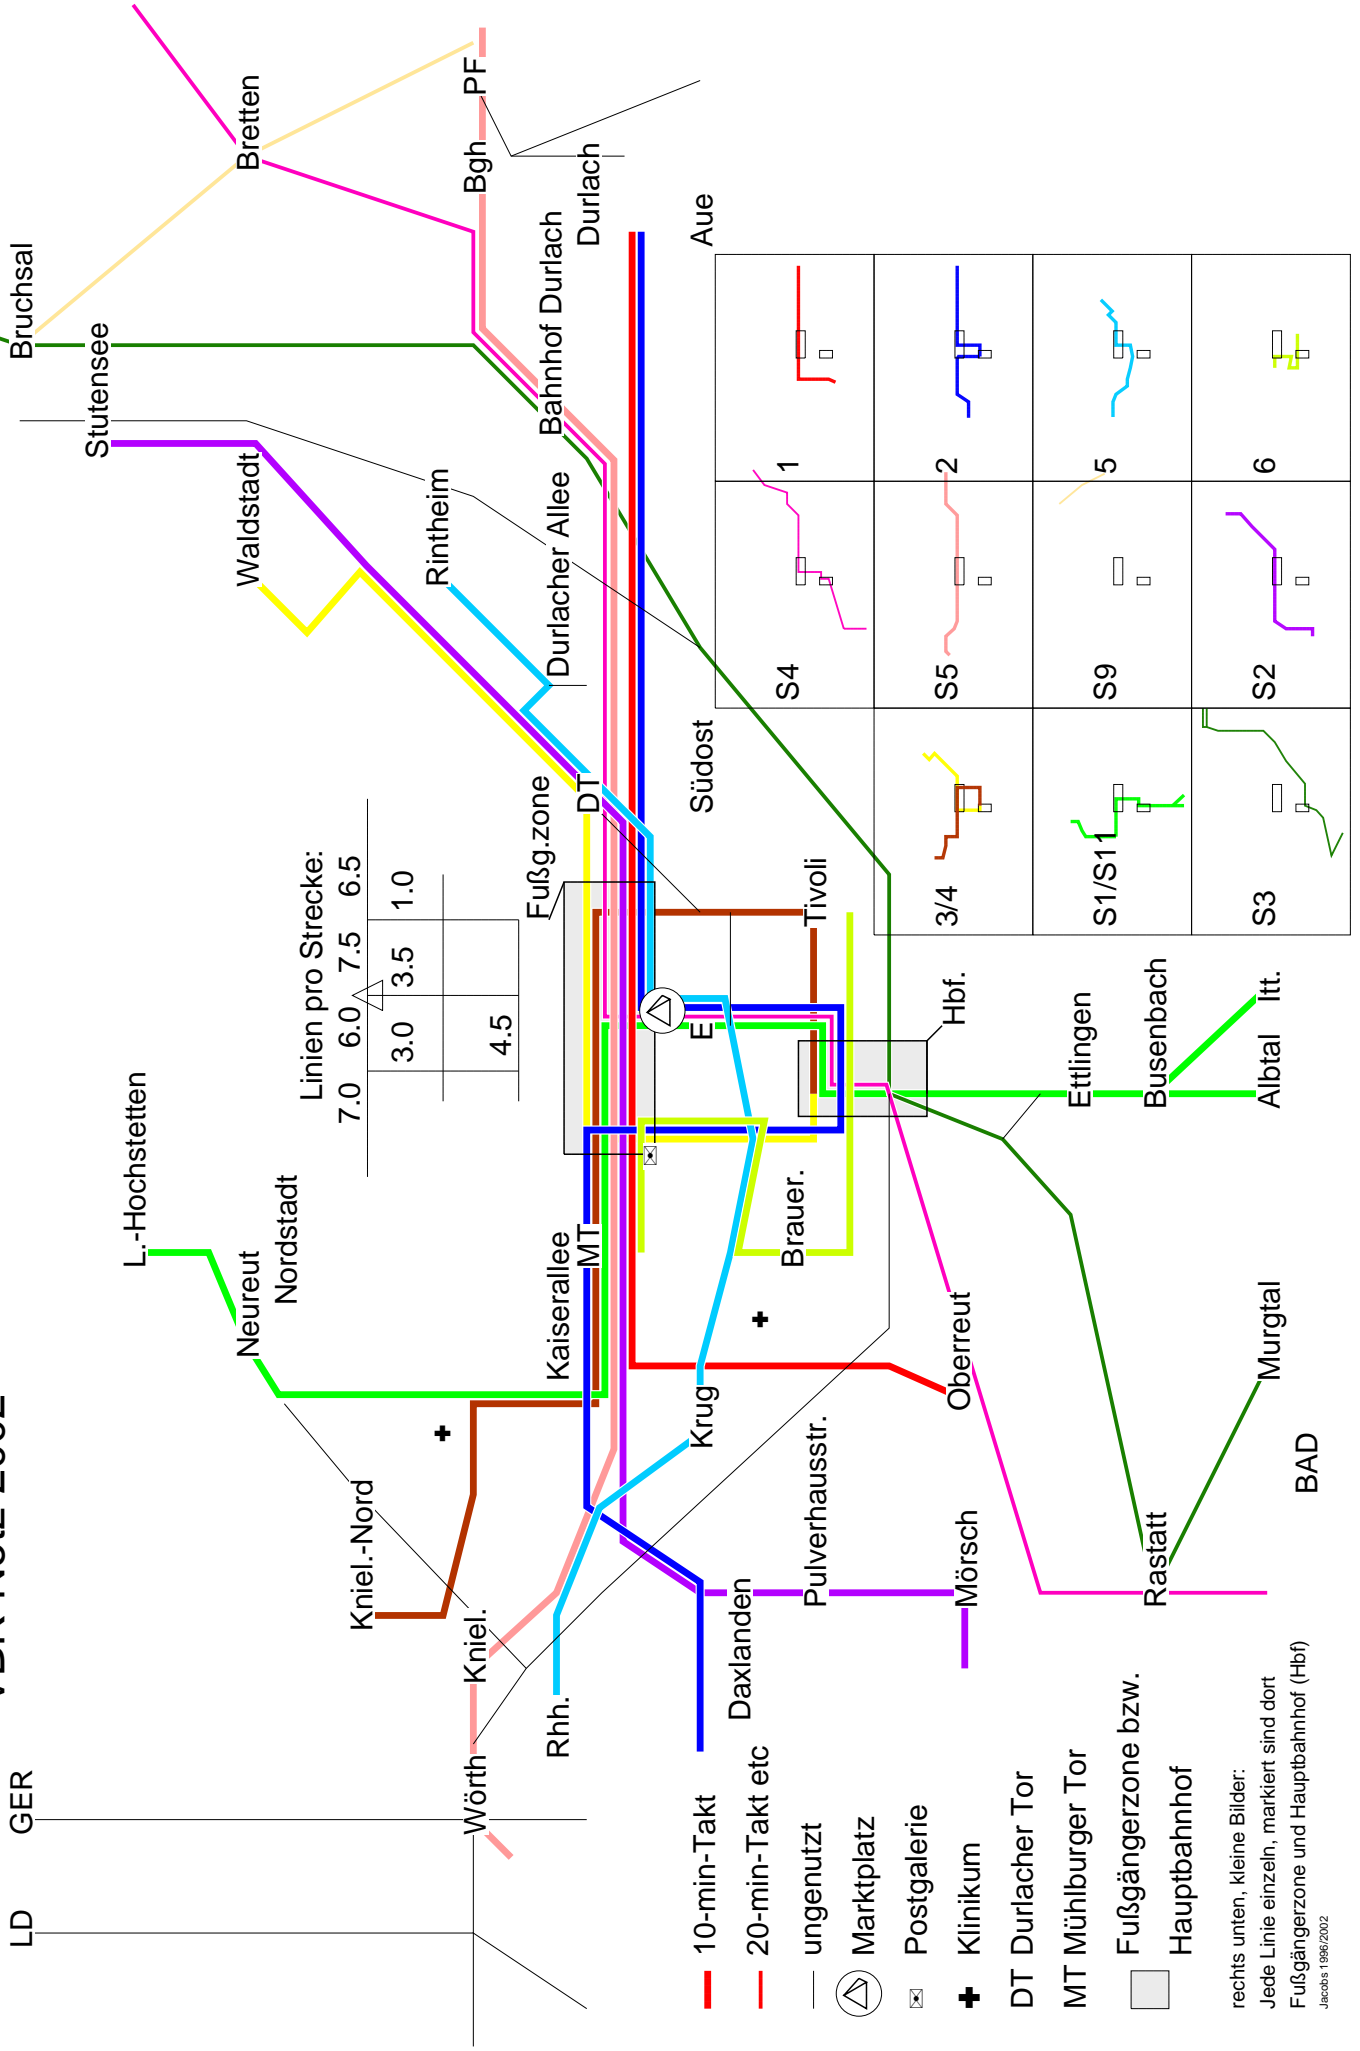 LD
GER
Bruchsal
Stutensee
L.-Hochstetten
Neureut
Nordstadt
Waldstadt
Bretten
Linien pro Strecke:
7.0 6.0 7.5 6.5
3.0 3.5 1.0
4.5
Kniel.-Nord
Rintheim
Wörth
Kniel.
Bgh
PF
Rhh.
Kaiserallee
MT
Fußg.zone
DT
Durlacher Allee
Bahnhof Durlach
Durlach
Krug
E
Südost
Aue
Daxlanden
Pulverhausstr.
Brauer.
Tivoli
Mörsch
Oberreut
Hbf.
Rastatt
Ettlingen
Busenbach
Murgtal
Albtal
Itt.
BAD
10-min-Takt
20-min-Takt etc
ungenutzt
Marktplatz
Postgalerie
Klinikum
DT Durlacher Tor
MT Mühlburger Tor
Fußgängerzone bzw.
Hauptbahnhof
rechts unten, kleine Bilder:
Jede Linie einzeln, markiert sind dort
Fußgängerzone und Hauptbahnhof (Hbf)
Jacobs 1996/2002
S4
1
3/4
S5
2
S1/S11
S9
5
S3
S2
6